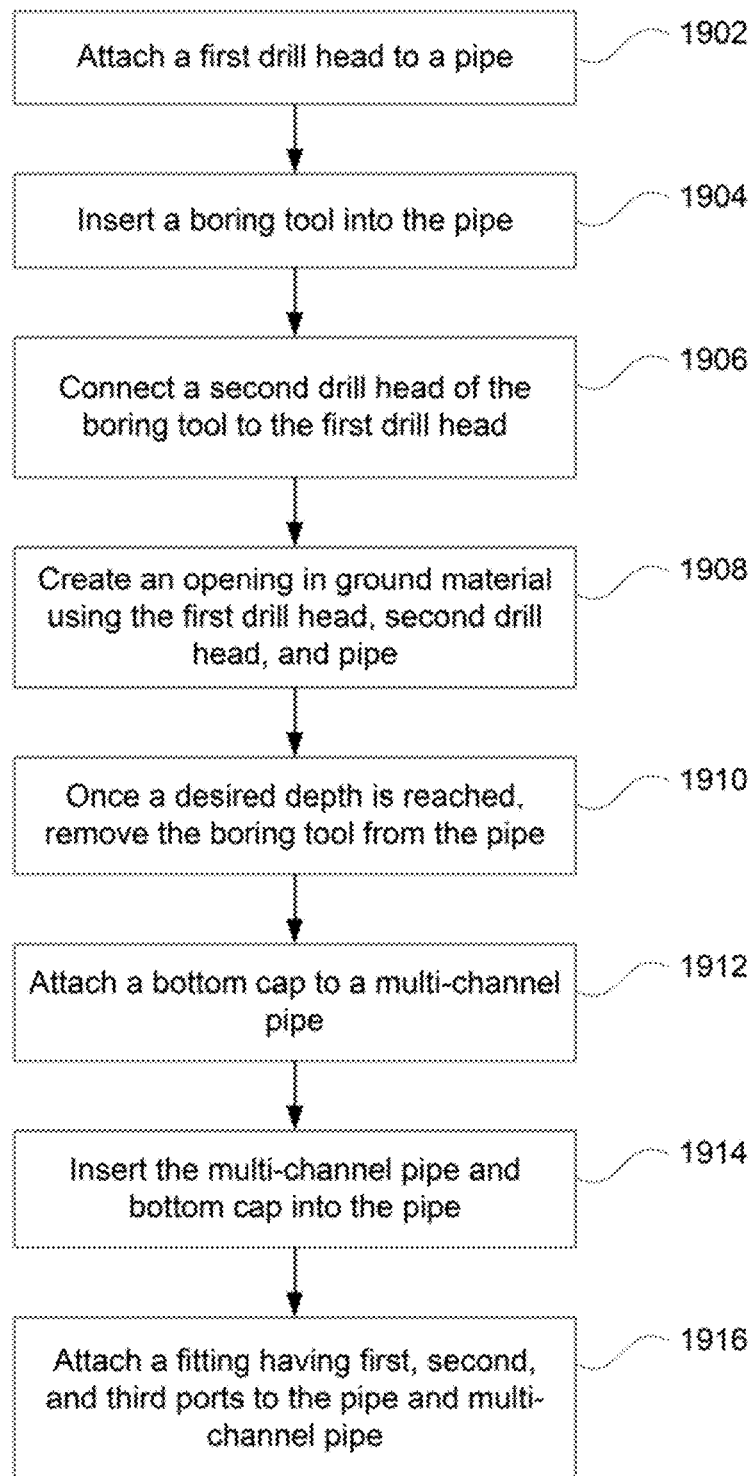 Attach a first drill head to a pipe
1902
Insert a boring tool into the pipe
1904
Connect a second drill head of the
boring tool to the first drill head
1906
Create an opening in ground material
using the first drill head, second drill
head, and pipe
1908
Once a desired depth is reached,
remove the boring tool from the pipe
1910
Attach a bottom cap to a multi-channel
pipe
1912
Insert the multi-channel pipe and
bottom cap into the pipe
1914
Attach a fitting having first, second,
and third ports to the pipe and multi-
channel pipe
1916